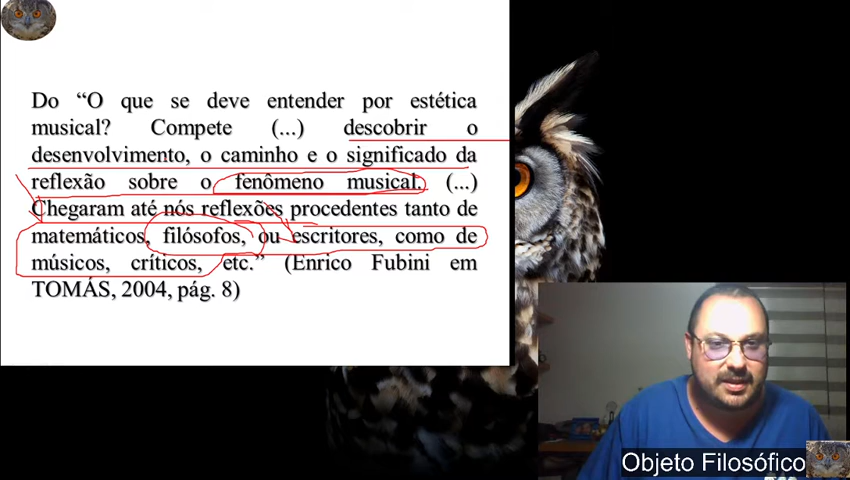 Do “O que se deve entender por estética
musical? Compete (...) descobrir o
desenvolvimento, o caminho e o significado da
reflexão sobre o fenômeno musical. (...)
Chegaram até nós reflexões procedentes tanto de
matemáticos, filósofos, ou escritores, como de
músicos, críticos, etc.” (Enrico Fubini em
TOMÁS, 2004, pág. 8)
Objeto Filosófico